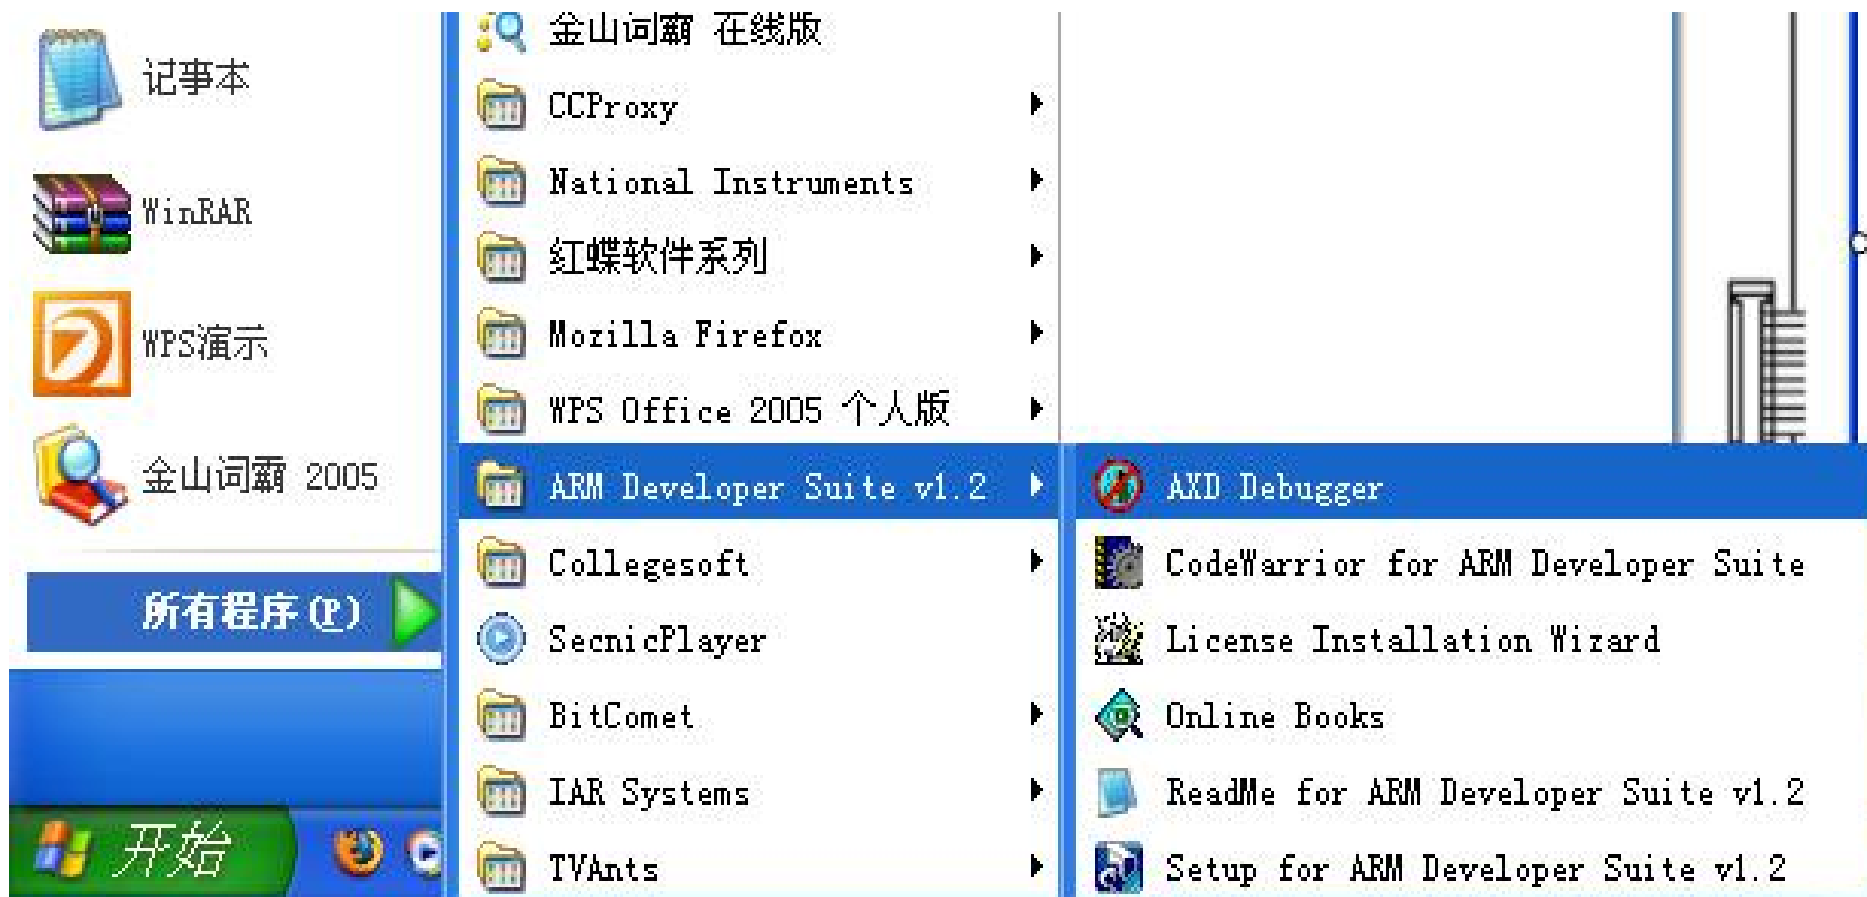 记事本
WinRAR
WPS演示
金山词霸 2005
所有程序(P)
开始
金山词霸 在线版
CCProxy
National Instruments
红蝶软件系列
Mozilla Firefox
WPS Office 2005 个人版
ARM Developer Suite v1.2
Collegesoft
SecnicPlayer
BitComet
IAR Systems
TVAnts
AXD Debugger
CodeWarrior for ARM Developer Suite
License Installation Wizard
Online Books
ReadMe for ARM Developer Suite v1.2
Setup for ARM Developer Suite v1.2